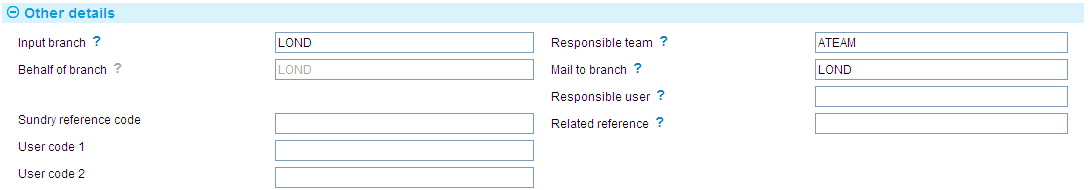 Other details
Input branch ? LOND Responsible team ? ATEAM
Behalf of branch ? LOND Mail to branch ? LOND
Responsible user ?
Sundry reference code Related reference ?
User code 1
User code 2